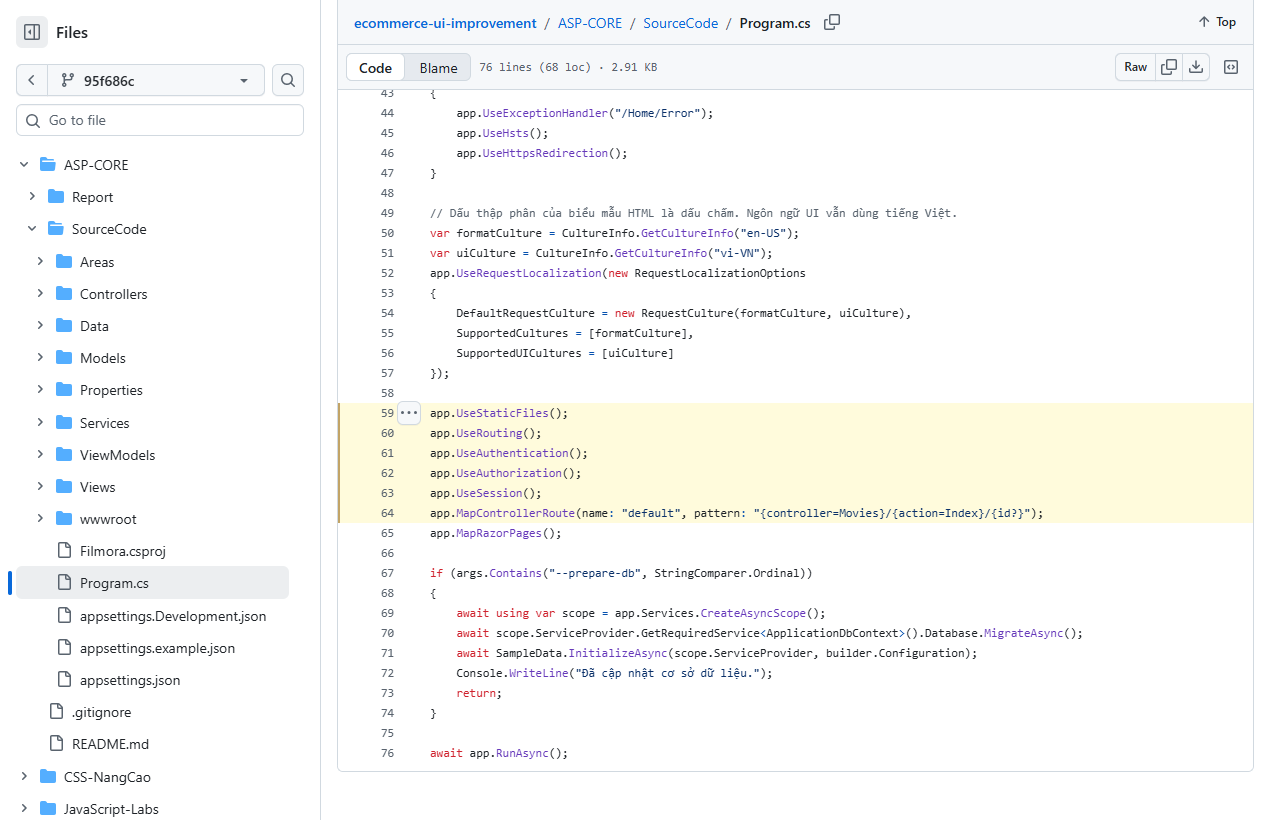 Files
95f686c
Go to file
ASP-CORE
Report
SourceCode
Areas
Controllers
Data
Models
Properties
Services
ViewModels
Views
wwwroot
Filmora.csproj
Program.cs
appsettings.Development.json
appsettings.example.json
appsettings.json
.gitignore
README.md
CSS-NangCao
JavaScript-Labs
ecommerce-ui-improvement / ASP-CORE / SourceCode / Program.cs
Top
Code Blame 76 lines (68 loc) · 2.91 KB
Raw
43 {
44 app.UseExceptionHandler("/Home/Error");
45 app.UseHsts();
46 app.UseHttpsRedirection();
47 }
48
49 // Dấu thập phân của biểu mẫu HTML là dấu chấm. Ngôn ngữ UI vẫn dùng tiếng Việt.
50 var formatCulture = CultureInfo.GetCultureInfo("en-US");
51 var uiCulture = CultureInfo.GetCultureInfo("vi-VN");
52 app.UseRequestLocalization(new RequestLocalizationOptions
53 {
54 DefaultRequestCulture = new RequestCulture(formatCulture, uiCulture),
55 SupportedCultures = [formatCulture],
56 SupportedUICultures = [uiCulture]
57 });
58
59 app.UseStaticFiles();
60 app.UseRouting();
61 app.UseAuthentication();
62 app.UseAuthorization();
63 app.UseSession();
64 app.MapControllerRoute(name: "default", pattern: "{controller=Movies}/{action=Index}/{id?}");
65 app.MapRazorPages();
66
67 if (args.Contains("--prepare-db", StringComparer.Ordinal))
68 {
69 await using var scope = app.Services.CreateAsyncScope();
70 await scope.ServiceProvider.GetRequiredService<ApplicationDbContext>().Database.MigrateAsync();
71 await SampleData.InitializeAsync(scope.ServiceProvider, builder.Configuration);
72 Console.WriteLine("Đã cập nhật cơ sở dữ liệu.");
73 return;
74 }
75
76 await app.RunAsync();